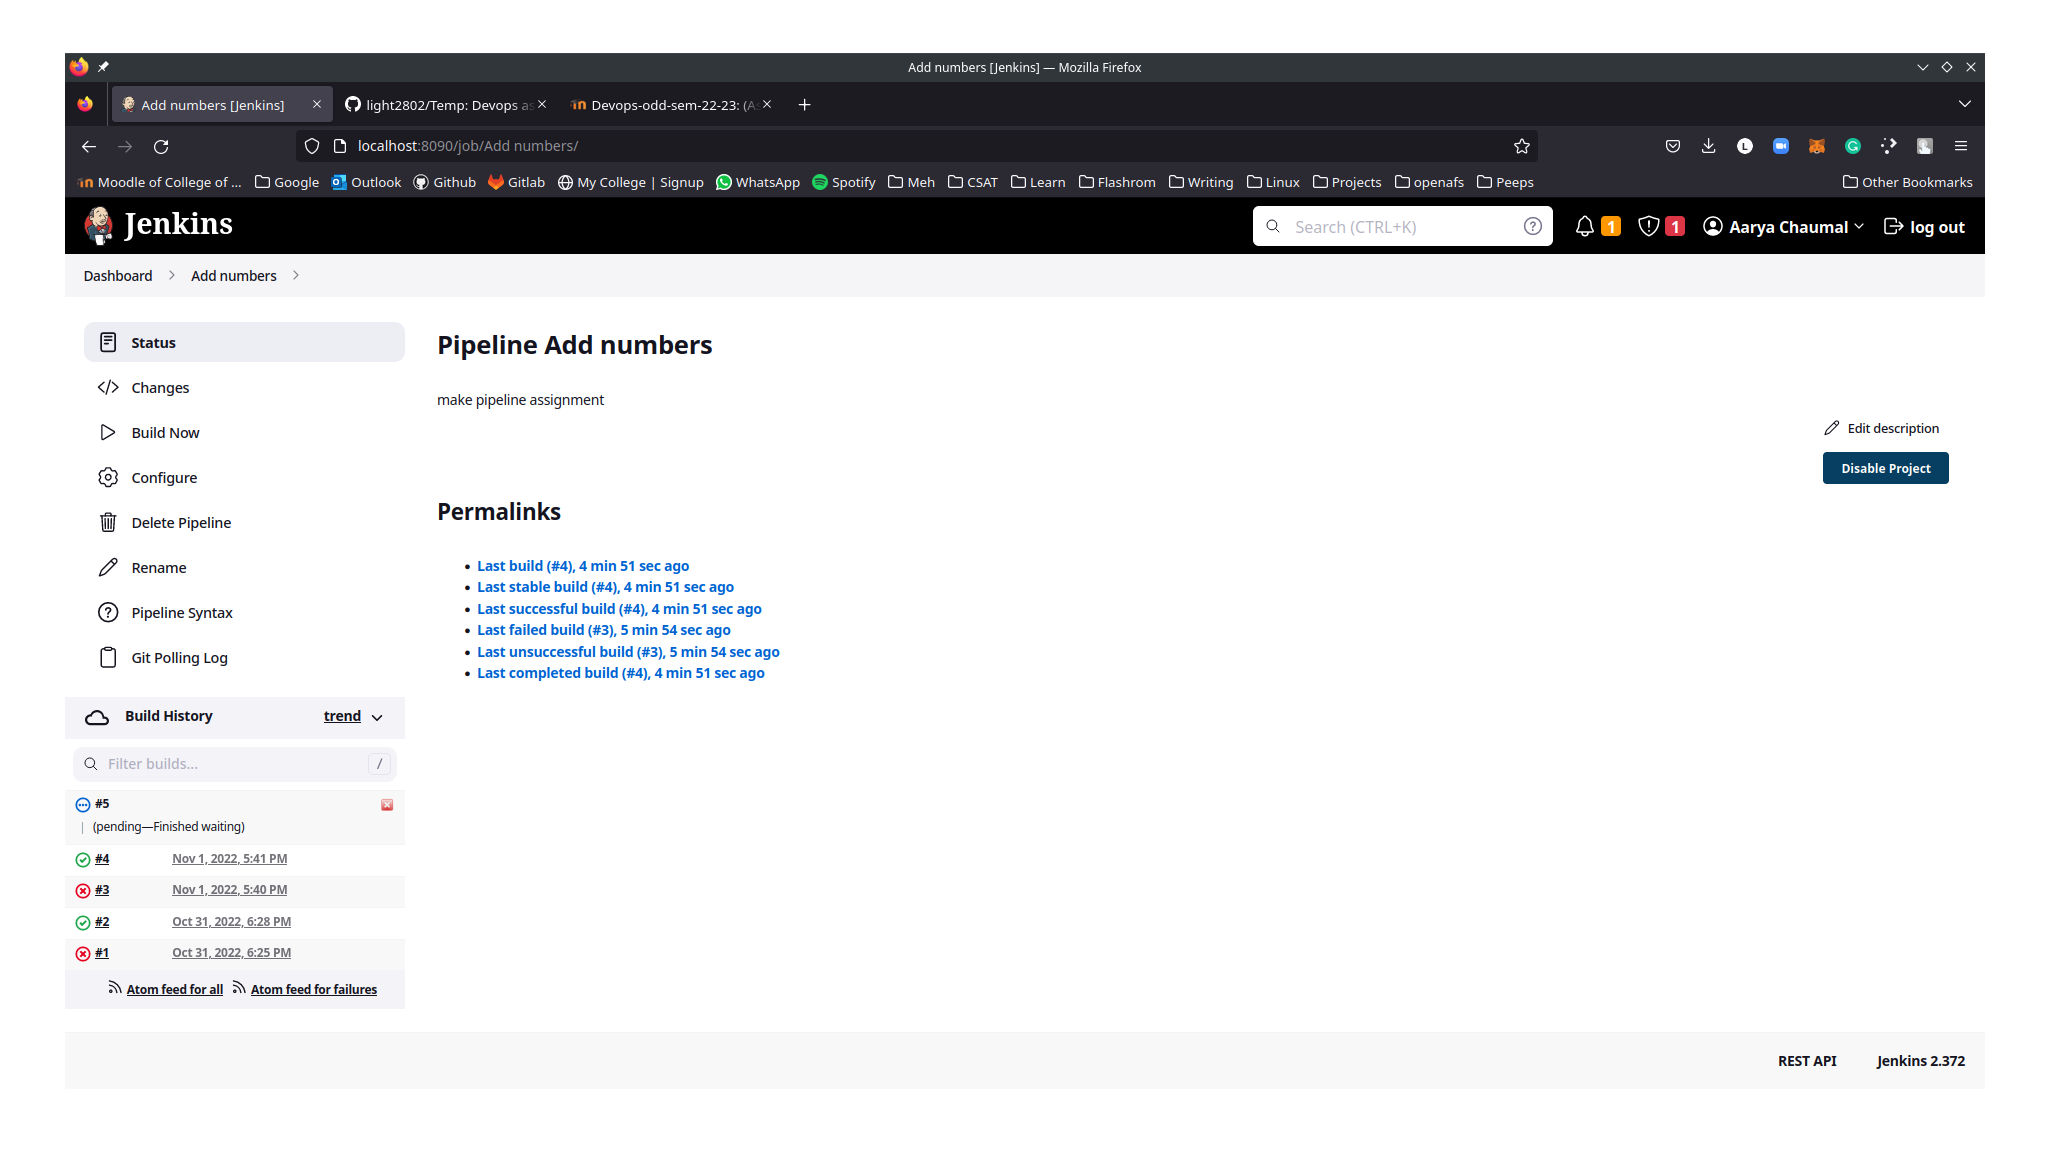 Add numbers [Jenkins] — Mozilla Firefox
Add numbers [Jenkins]
light2802/Temp: Devops as
Devops-odd-sem-22-23: (As
localhost:8090/job/Add numbers/
Moodle of College of ... Google Outlook Github Gitlab My College | Signup WhatsApp Spotify Meh CSAT Learn Flashrom Writing Linux Projects openafs Peeps Other Bookmarks
Jenkins
Search (CTRL+K)
1
1
Aarya Chaumal
log out
Dashboard
Add numbers
Status
Changes
Build Now
Configure
Delete Pipeline
Rename
Pipeline Syntax
Git Polling Log
Build History
trend
Filter builds...
/
#5
(pending—Finished waiting)
#4 Nov 1, 2022, 5:41 PM
#3 Nov 1, 2022, 5:40 PM
#2 Oct 31, 2022, 6:28 PM
#1 Oct 31, 2022, 6:25 PM
Atom feed for all Atom feed for failures
Pipeline Add numbers
make pipeline assignment
Edit description
Disable Project
Permalinks
Last build (#4), 4 min 51 sec ago
Last stable build (#4), 4 min 51 sec ago
Last successful build (#4), 4 min 51 sec ago
Last failed build (#3), 5 min 54 sec ago
Last unsuccessful build (#3), 5 min 54 sec ago
Last completed build (#4), 4 min 51 sec ago
REST API
Jenkins 2.372